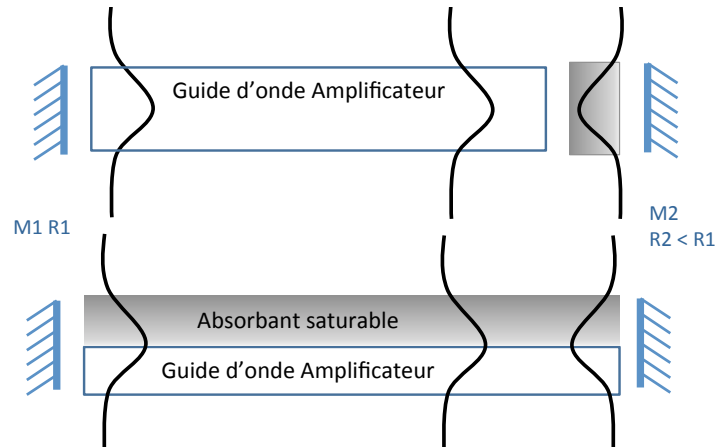 Guide d'onde Amplificateur
M1 R1
M2
R2 < R1
Absorbant saturable
Guide d'onde Amplificateur